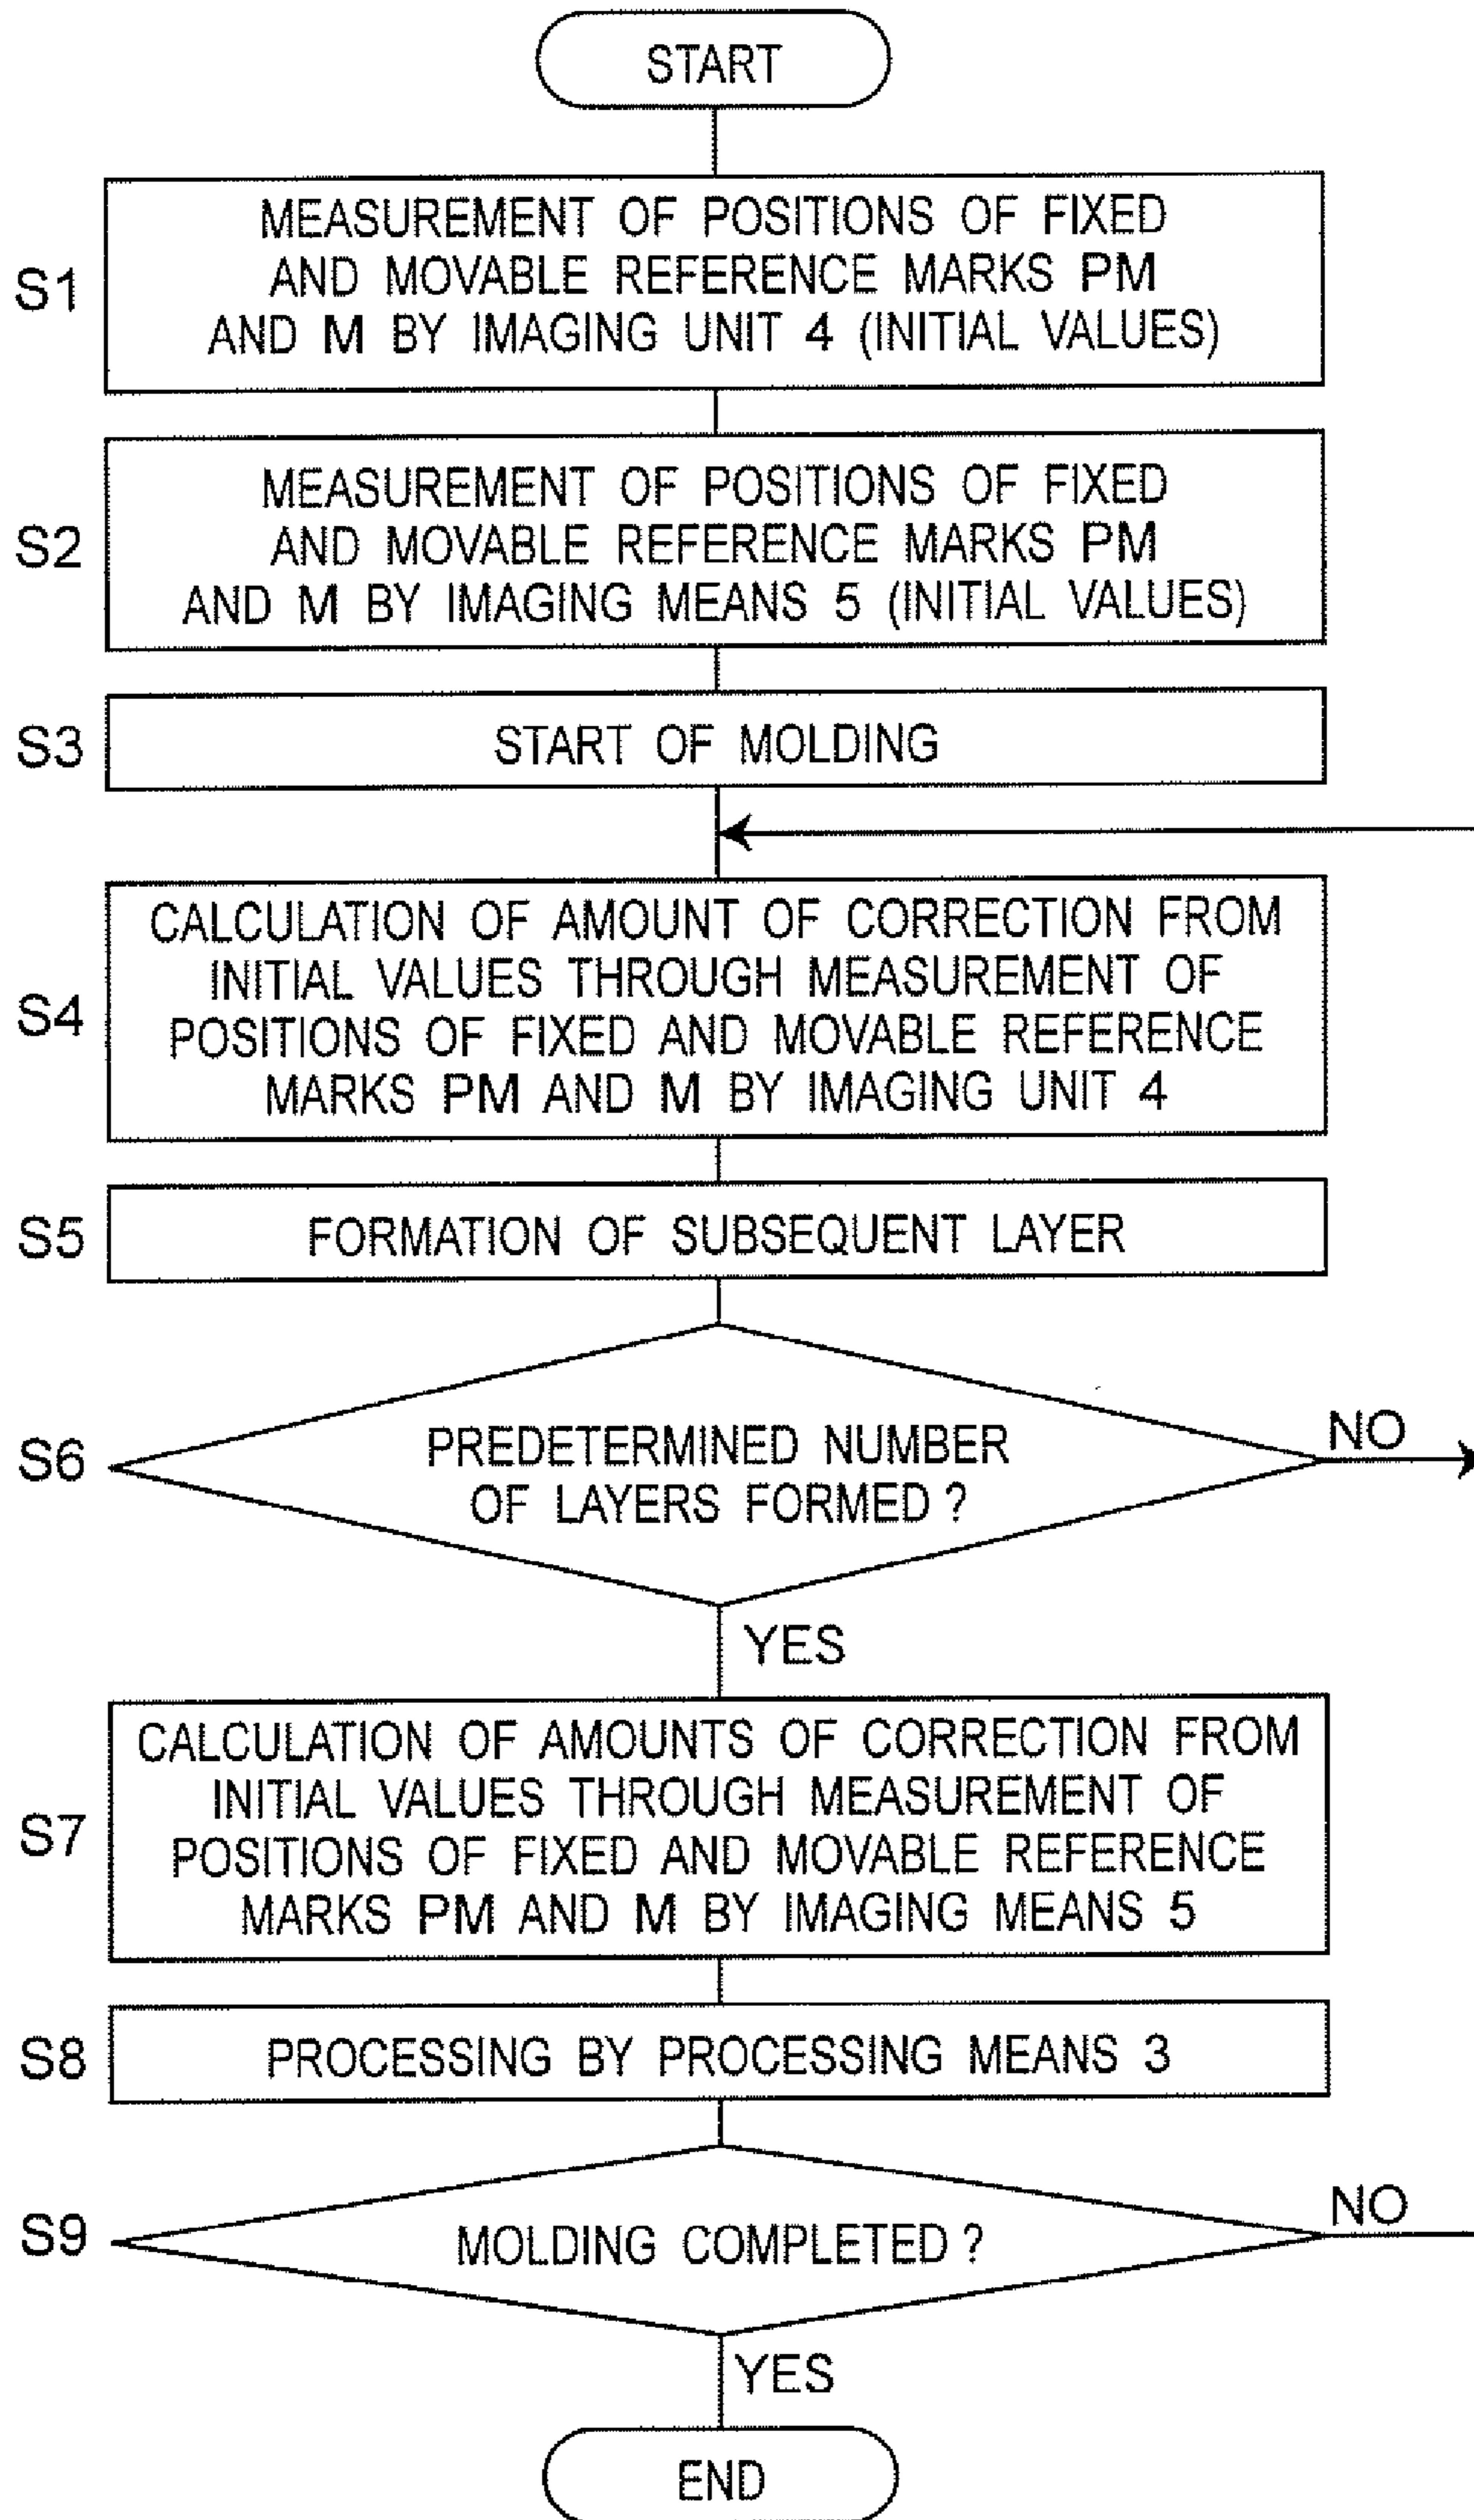 START
S1
MEASUREMENT OF POSITIONS OF FIXED
AND MOVABLE REFERENCE MARKS PM
AND M BY IMAGING UNIT 4 (INITIAL VALUES)
S2
MEASUREMENT OF POSITIONS OF FIXED
AND MOVABLE REFERENCE MARKS PM
AND M BY IMAGING MEANS 5 (INITIAL VALUES)
S3
START OF MOLDING
S4
CALCULATION OF AMOUNT OF CORRECTION FROM
INITIAL VALUES THROUGH MEASUREMENT OF
POSITIONS OF FIXED AND MOVABLE REFERENCE
MARKS PM AND M BY IMAGING UNIT 4
S5
FORMATION OF SUBSEQUENT LAYER
S6
PREDETERMINED NUMBER
OF LAYERS FORMED ?
NO
YES
S7
CALCULATION OF AMOUNTS OF CORRECTION FROM
INITIAL VALUES THROUGH MEASUREMENT OF
POSITIONS OF FIXED AND MOVABLE REFERENCE
MARKS PM AND M BY IMAGING MEANS 5
S8
PROCESSING BY PROCESSING MEANS 3
S9
MOLDING COMPLETED ?
NO
YES
END